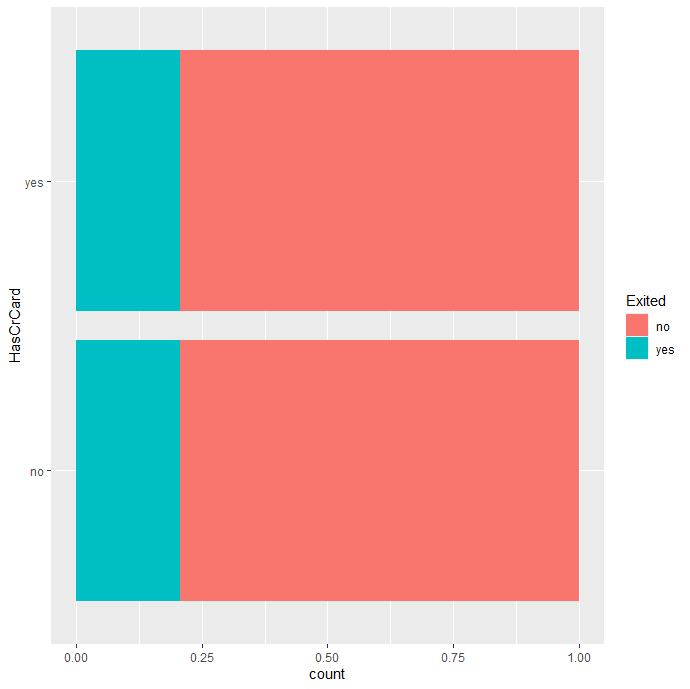 yes
no
HasCrCard
0.00 0.25 0.50 0.75 1.00
count
Exited
no
yes